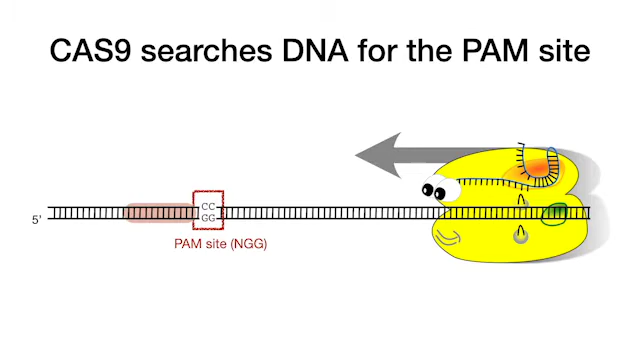 CAS9 searches DNA for the PAM site
CC
GG
5'
PAM site (NGG)